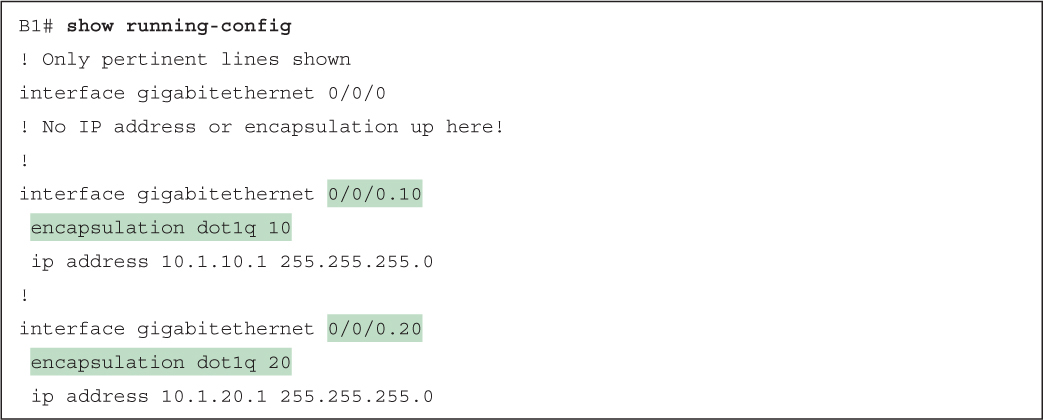 B1# show running-config
! Only pertinent lines shown
interface gigabitethernet 0/0/0
! No IP address or encapsulation up here!
!
interface gigabitethernet 0/0/0.10
encapsulation dot1q 10
ip address 10.1.10.1 255.255.255.0
!
interface gigabitethernet 0/0/0.20
encapsulation dot1q 20
ip address 10.1.20.1 255.255.255.0